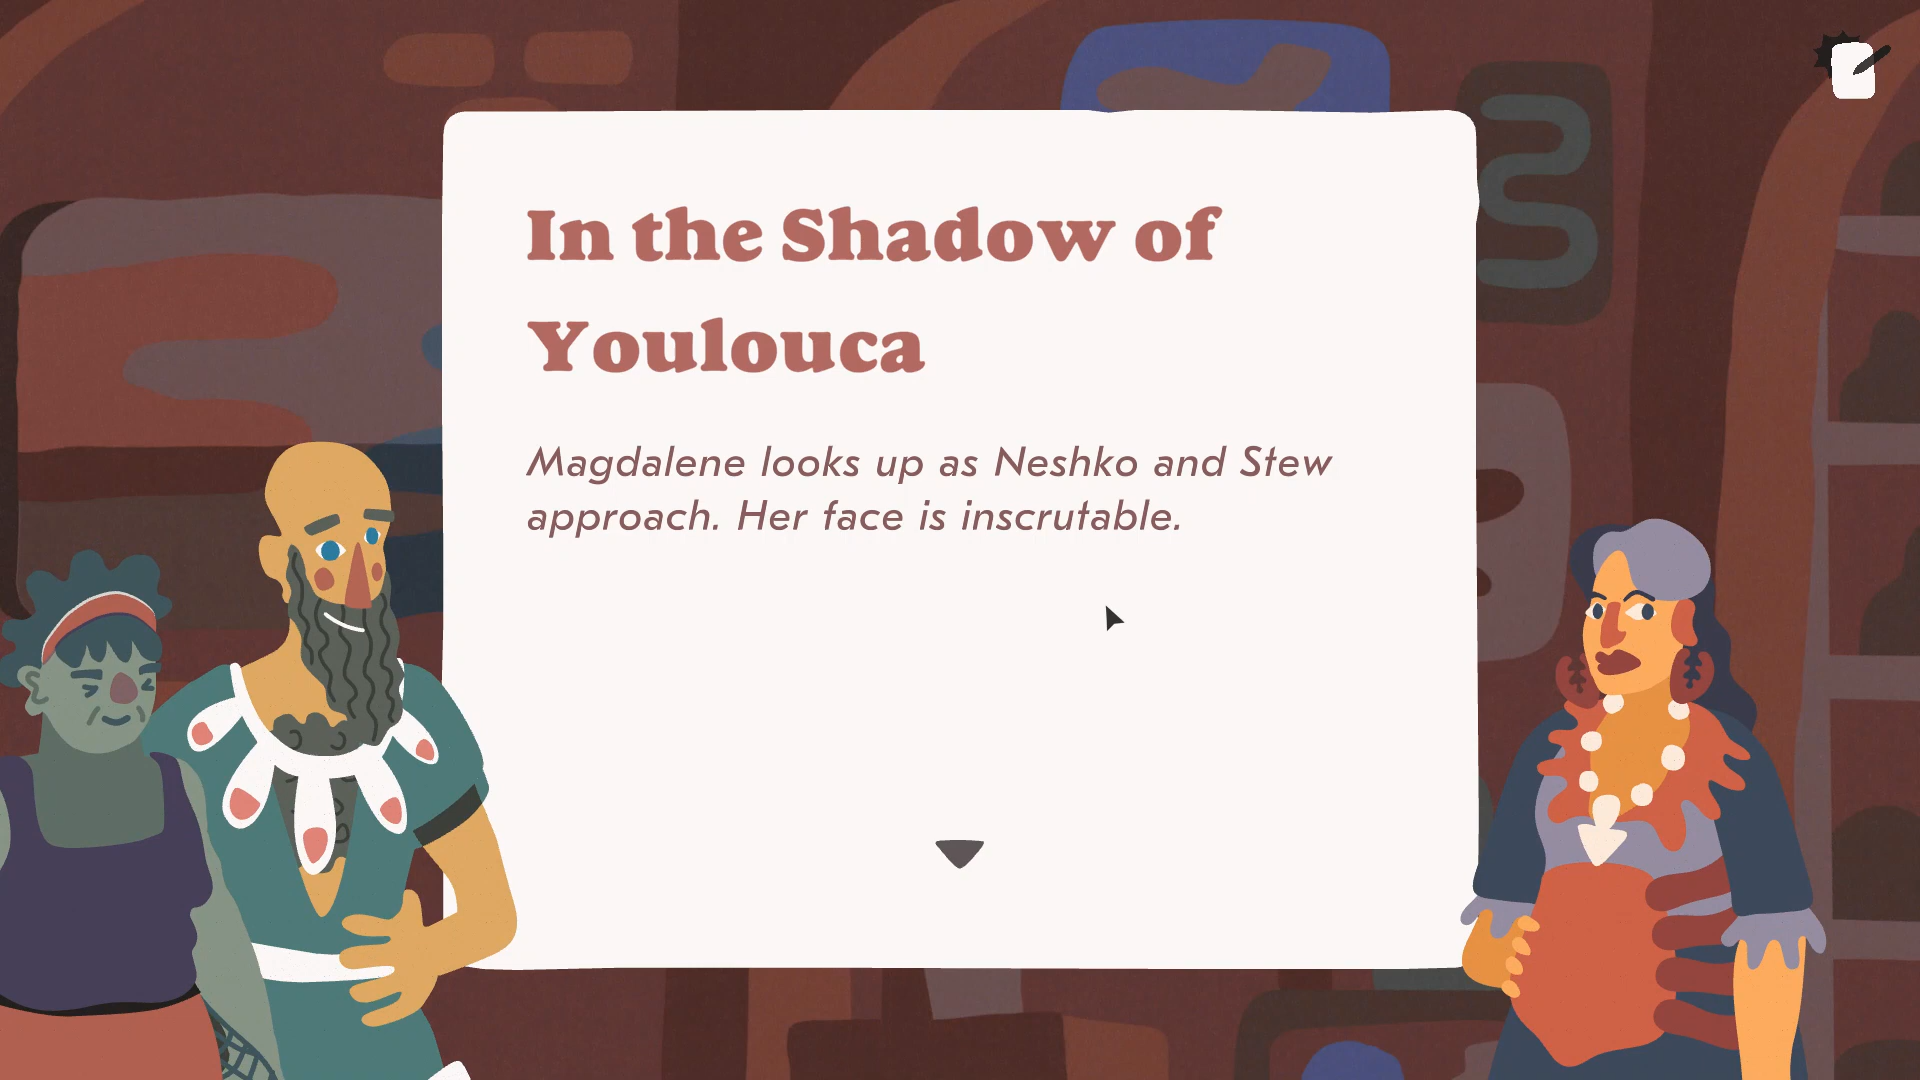 In the Shadow of
Youlouca
Magdalene looks up as Neshko and Stew
approach. Her face is inscrutable.